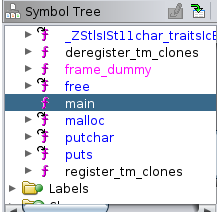 Symbol Tree
_ZStlsISt11char_traitsIcE
deregister_tm_clones
frame_dummy
free
main
malloc
putchar
puts
register_tm_clones
Labels